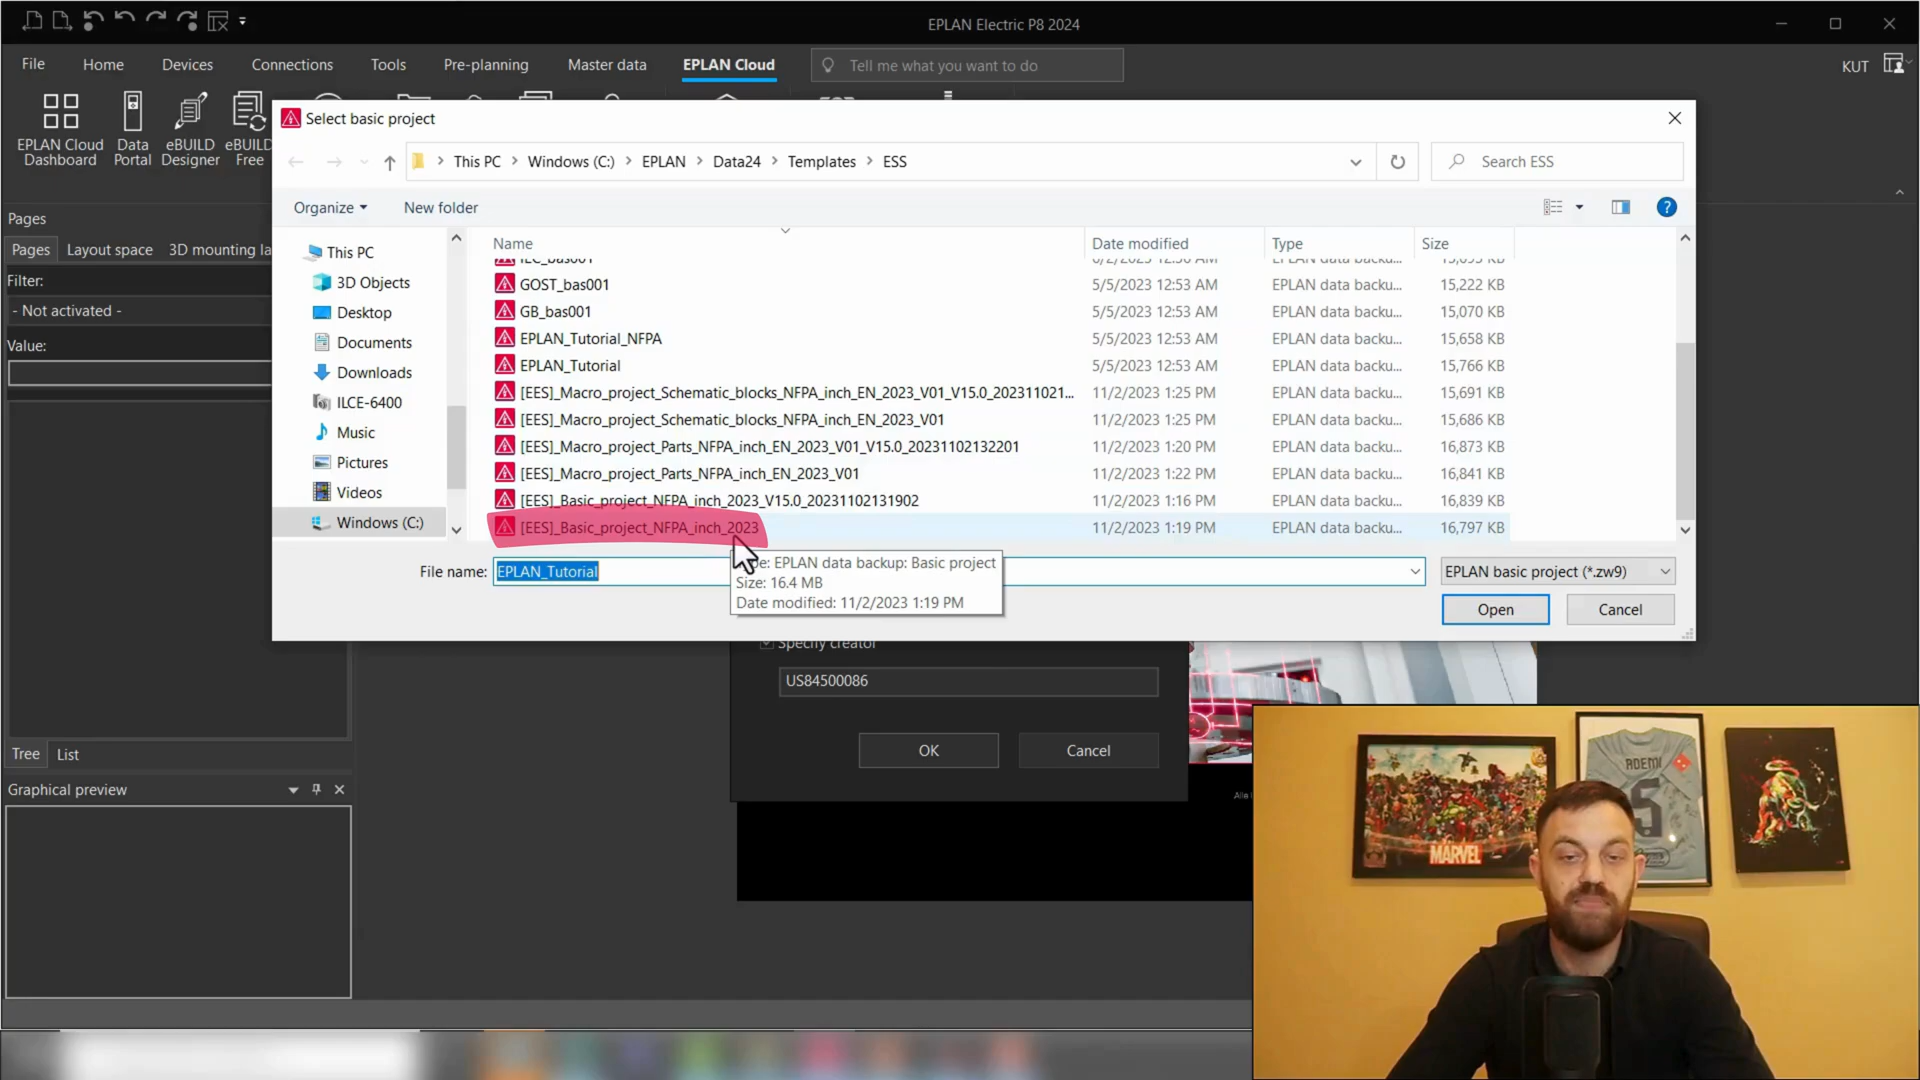 EPLAN Electric P8 2024
File Home Devices Connections Tools Pre-planning Master data EPLAN Cloud Tell me what you want to do KUT
EPLAN Cloud Dashboard
Data Portal
eBUILD Designer
eBUILD Free
Pages
Pages Layout space 3D mounting la
Filter:
- Not activated -
Value:
Tree List
Graphical preview
Select basic project
This PC > Windows (C:) > EPLAN > Data24 > Templates > ESS
Search ESS
Organize New folder
This PC
3D Objects
Desktop
Documents
Downloads
ILCE-6400
Music
Pictures
Videos
Windows (C:)
Name Date modified Type Size
GOST_bas001 5/5/2023 12:53 AM EPLAN data backu... 15,222 KB
GB_bas001 5/5/2023 12:53 AM EPLAN data backu... 15,070 KB
EPLAN_Tutorial_NFPA 5/5/2023 12:53 AM EPLAN data backu... 15,658 KB
EPLAN_Tutorial 5/5/2023 12:53 AM EPLAN data backu... 15,766 KB
[EES]_Macro_project_Schematic_blocks_NFPA_inch_EN_2023_V01_V15.0_202311021... 11/2/2023 1:25 PM EPLAN data backu... 15,691 KB
[EES]_Macro_project_Schematic_blocks_NFPA_inch_EN_2023_V01 11/2/2023 1:25 PM EPLAN data backu... 15,686 KB
[EES]_Macro_project_Parts_NFPA_inch_EN_2023_V01_V15.0_20231102132201 11/2/2023 1:20 PM EPLAN data backu... 16,873 KB
[EES]_Macro_project_Parts_NFPA_inch_EN_2023_V01 11/2/2023 1:22 PM EPLAN data backu... 16,841 KB
[EES]_Basic_project_NFPA_inch_2023_V15.0_20231102131902 11/2/2023 1:16 PM EPLAN data backu... 16,839 KB
[EES]_Basic_project_NFPA_inch_2023 11/2/2023 1:19 PM EPLAN data backu... 16,797 KB
File name: EPLAN_Tutorial
EPLAN basic project (*.zw9)
pe: EPLAN data backup: Basic project
Size: 16.4 MB
Date modified: 11/2/2023 1:19 PM
Open Cancel
Specify creator
US84500086
OK Cancel
Alle
MARVEL
ADEMI
5